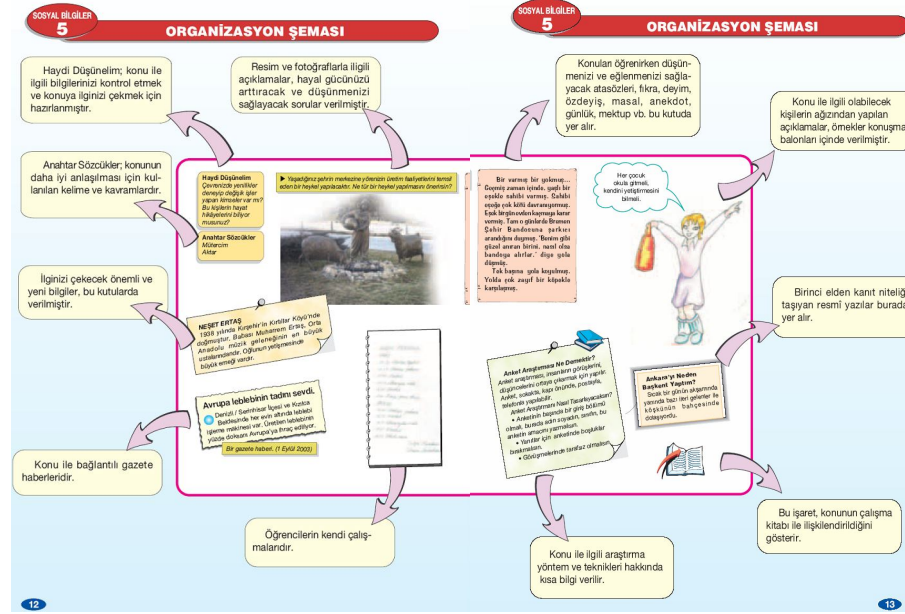 SOSYAL BİLGİLER
5
ORGANİZASYON ŞEMASI
Haydi Düşünelim; konu ile
ilgili bilgilerinizi kontrol etmek
ve konuya ilginizi çekmek için
hazırlanmıştır.
Resim ve fotoğraflarla iligili
açıklamalar, hayal gücünüzü
arttıracak ve düşünmenizi
sağlayacak sorular verilmiştir.
Anahtar Sözcükler; konunun
daha iyi anlaşılması için kul-
lanılan kelime ve kavramlardır.
Haydi Düşünelim
Çevrenizde yenilikler
deneyip değişik işler
yapan kimseler var mı?
Bu kişilerin hayat
hikâyelerini biliyor
musunuz?
Anahtar Sözcükler
Mütercim
Aktar
▶ Yaşadığınız şehrin merkezine yörenizin üretim faaliyetlerini temsil
eden bir heykel yapılacaktır. Ne tür bir heykel yapılmasını önerirsin?
İlginizi çekecek önemli ve
yeni bilgiler, bu kutularda
verilmiştir.
NEŞET ERTAŞ
1938 yılında Kırşehir'in Kırtıllar Köyü'nde
doğmuştur. Babası Muharrem Ertaş, Orta
Anadolu müzik geleneğinin en büyük
ustalarındandır. Oğlunun yetişmesinde
büyük emeği vardır.
Avrupa leblebinin tadını sevdi.
Denizli / Serinhisar İlçesi ve Kızılca
Beldesinde her evin altında leblebi
işleme makinesi var. Üretilen leblebinin
yüzde doksanı Avrupa'ya ihraç ediliyor.
Bir gazete haberi. (1 Eylül 2003)
Konu ile bağlantılı gazete
haberleridir.
Öğrencilerin kendi çalış-
malarıdır.
12
SOSYAL BİLGİLER
5
ORGANİZASYON ŞEMASI
Konuları öğrenirken düşün-
menizi ve eğlenmenizi sağla-
yacak atasözleri, fıkra, deyim,
özdeyiş, masal, anekdot,
günlük, mektup vb. bu kutuda
yer alır.
Konu ile ilgili olabilecek
kişilerin ağızından yapılan
açıklamalar, örnekler konuşma
balonları içinde verilmiştir.
Bir varmış bir yokmuş...
Geçmiş zaman içinde, yaşlı bir
eşekle sahibi varmış. Sahibi
eşeğe çok kötü davranıyormuş.
Eşek bir gün evden kaçmaya karar
vermiş. Tam o günlerde Bremen
Şehir Bandosuna şarkıcı
arandığını duymuş. 'Benim gibi
güzel anıran birini, nasıl olsa
bandoya alırlar.' diye yola
düşmüş.
Tek başına yola koyulmuş.
Yolda çok zayıf bir köpekle
karşılaşmış.
Her çocuk
okula gitmeli,
kendini yetiştirmesini
bilmeli.
Birinci elden kanıt niteliğ
taşıyan resmî yazılar burada
yer alır.
Anket Araştırması Ne Demektir?
Anket araştırması, insanların görüşlerini,
düşüncelerini ortaya çıkarmak için yapılır.
Anket, sokakta, kapı önünde, postayla,
telefonla yapılabilir.
Anket Araştırmanı Nasıl Tasarlayacaksın?
• Anketinin başında bir giriş bölümü
olmalı, burada adın soyadın, sınıfın, bu
anketin amacını yazmalısın.
• Yanıtlar için anketinde boşluklar
bırakmalısın.
• Görüşmelerinde tarafsız olmalısın.
Ankara'yı Neden
Başkent Yaptım?
Sıcak bir günün akşamında
yanında bazı ileri gelenler ile
köşkünün bahçesinde
dolaşıyordu.
Bu işaret, konunun çalışma
kitabı ile ilişkilendirildiğini
gösterir.
Konu ile ilgili araştırma
yöntem ve teknikleri hakkında
kısa bilgi verilir.
13